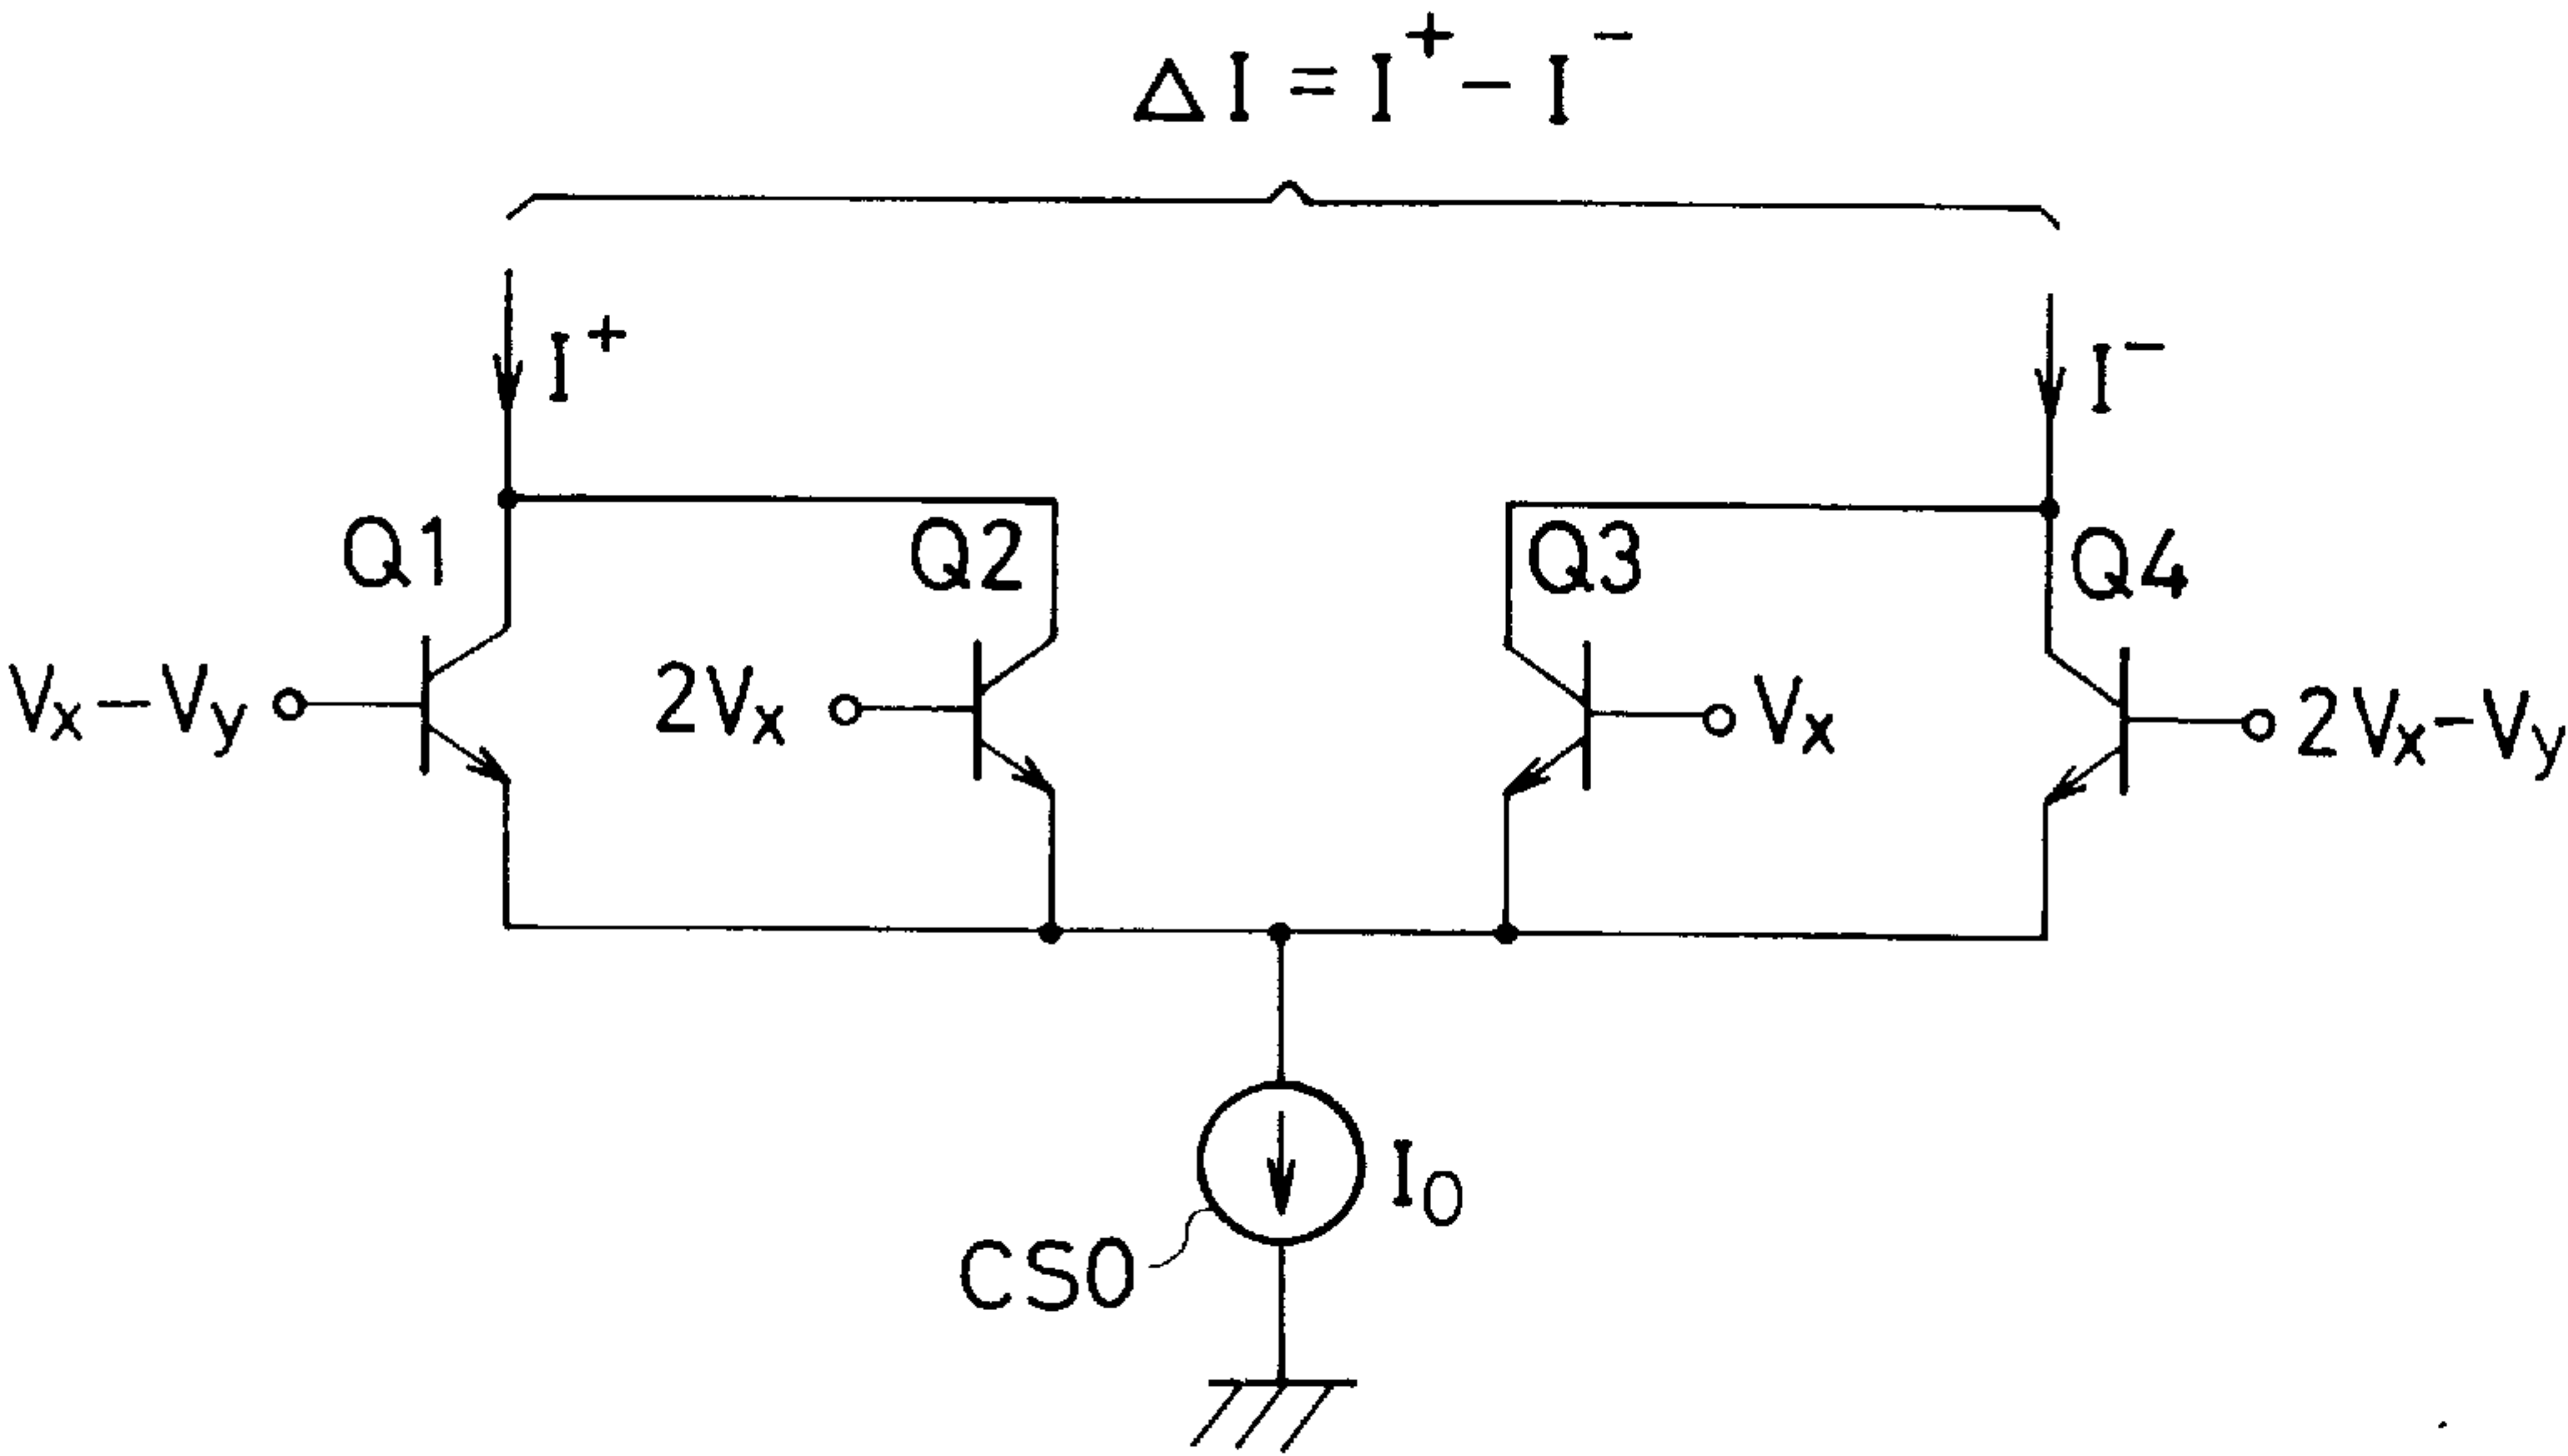 ΔI = I⁺ − I⁻
I⁺
I⁻
Q1
Q2
Q3
Q4
Vx−Vy
2Vx
Vx
2Vx−Vy
I₀
CS0